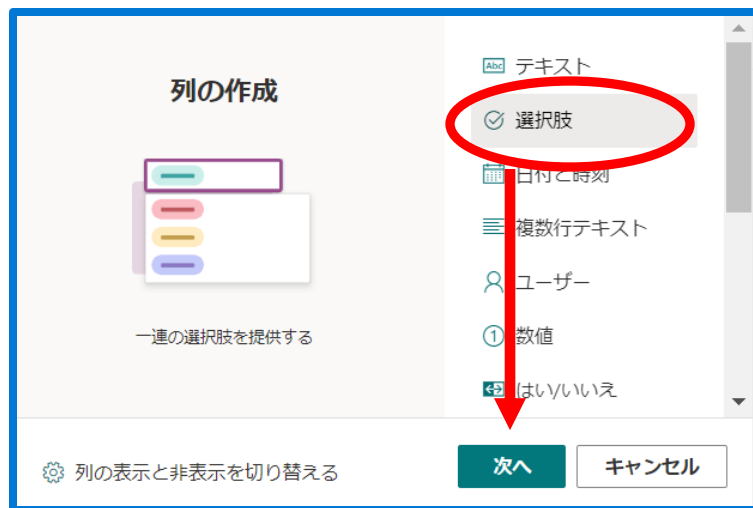 列の作成
一連の選択肢を提供する
Abc テキスト
選択肢
日付と時刻
複数行テキスト
ユーザー
1 数値
はい/いいえ
列の表示と非表示を切り替える
次へ
キャンセル